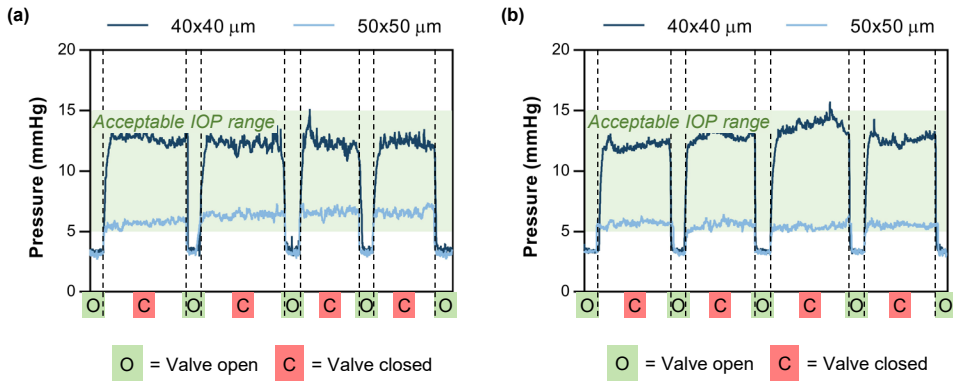 (a)
40x40 μm 50x50 μm
Pressure (mmHg)
20
15
10
5
0
Acceptable IOP range
O C O C O C O C O
O = Valve open C = Valve closed
(b)
40x40 μm 50x50 μm
Pressure (mmHg)
20
15
10
5
0
Acceptable IOP range
O C O C O C O C O
O = Valve open C = Valve closed